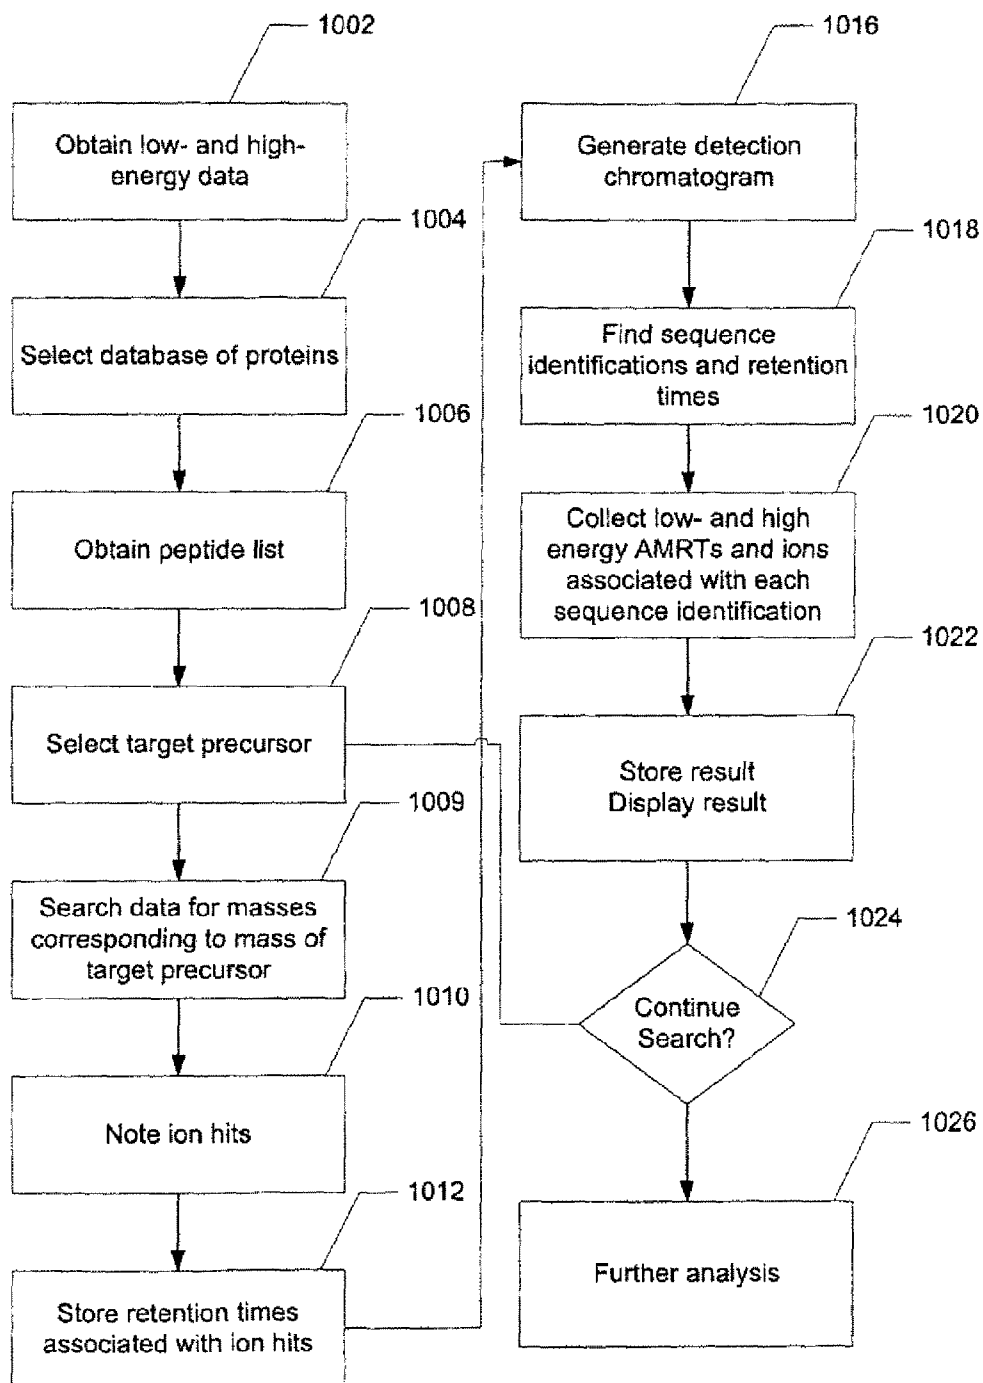 1002
Obtain low- and high-
energy data
1004
Select database of proteins
1006
Obtain peptide list
1008
Select target precursor
1009
Search data for masses
corresponding to mass of
target precursor
1010
Note ion hits
1012
Store retention times
associated with ion hits
1016
Generate detection
chromatogram
1018
Find sequence
identifications and retention
times
1020
Collect low- and high
energy AMRTs and ions
associated with each
sequence identification
1022
Store result
Display result
1024
Continue
Search?
1026
Further analysis